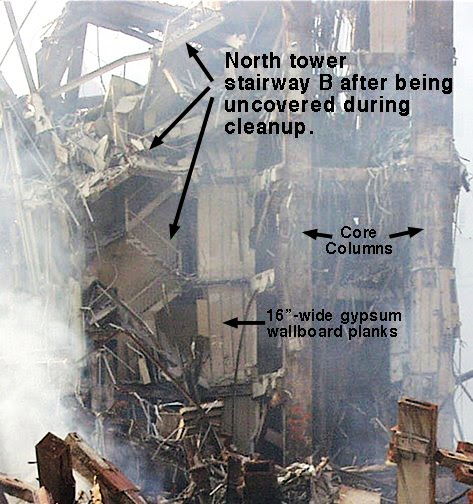 North tower
stairway B after being
uncovered during
cleanup.
Core
Columns
16”-wide gypsum
wallboard planks